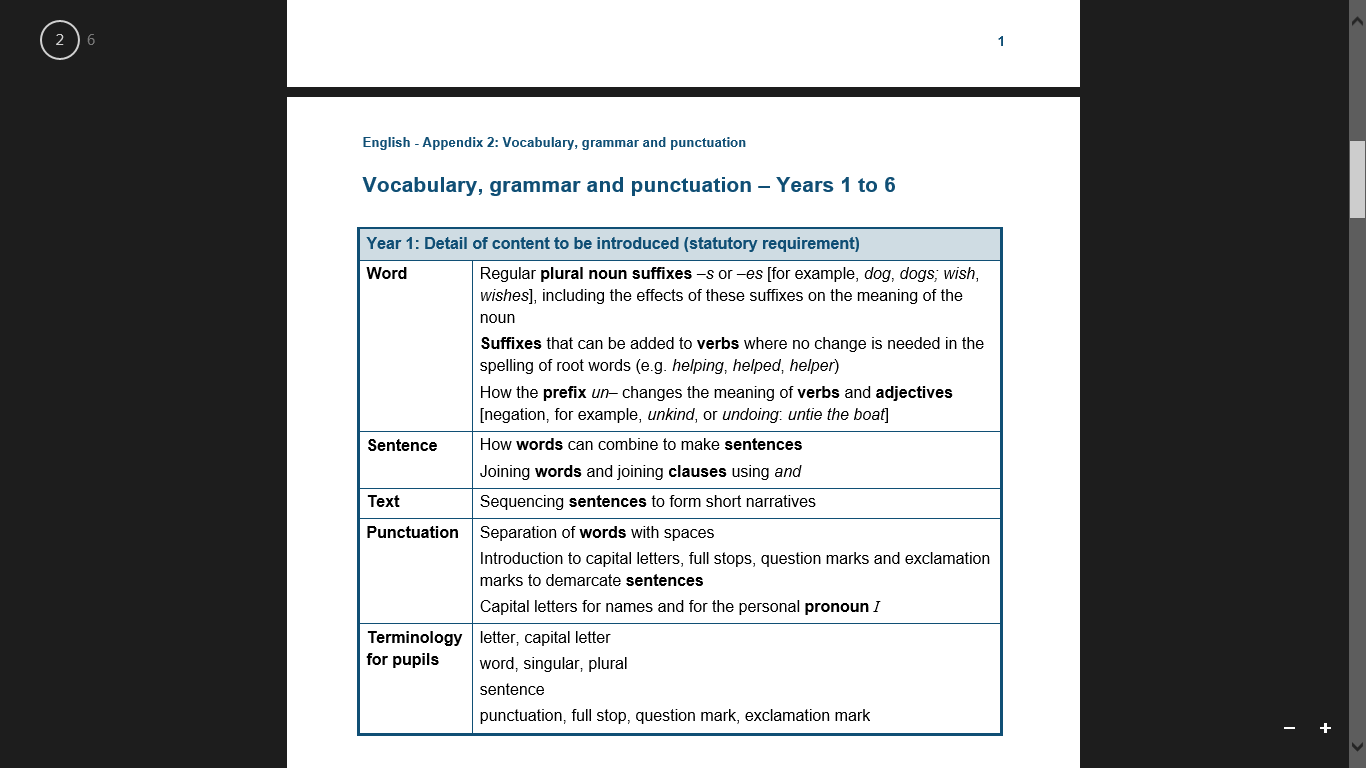 2 6
1
English - Appendix 2: Vocabulary, grammar and punctuation
Vocabulary, grammar and punctuation – Years 1 to 6
Year 1: Detail of content to be introduced (statutory requirement)
Word
Regular plural noun suffixes –s or –es [for example, dog, dogs; wish,
wishes], including the effects of these suffixes on the meaning of the
noun
Suffixes that can be added to verbs where no change is needed in the
spelling of root words (e.g. helping, helped, helper)
How the prefix un– changes the meaning of verbs and adjectives
[negation, for example, unkind, or undoing: untie the boat]
Sentence
How words can combine to make sentences
Joining words and joining clauses using and
Text
Sequencing sentences to form short narratives
Punctuation
Separation of words with spaces
Introduction to capital letters, full stops, question marks and exclamation
marks to demarcate sentences
Capital letters for names and for the personal pronoun I
Terminology
for pupils
letter, capital letter
word, singular, plural
sentence
punctuation, full stop, question mark, exclamation mark